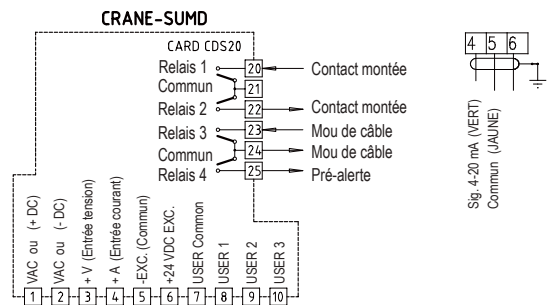 CRANE-SUMD
CARD CDS20
Relais 1 20 Contact montée
Commun 21
Relais 2 22 Contact montée
Relais 3 23 Mou de câble
Commun 24 Mou de câble
Relais 4 25 Pré-alerte
VAC ou (+ DC)
VAC ou (- DC)
+ V (Entrée tension)
+ A (Entrée courant)
-EXC. (Commun)
+24 VDC EXC.
USER Common
USER 1
USER 2
USER 3
1 2 3 4 5 6 7 8 9 10
4 5 6
Sig. 4-20 mA (VERT)
Commun (JAUNE)